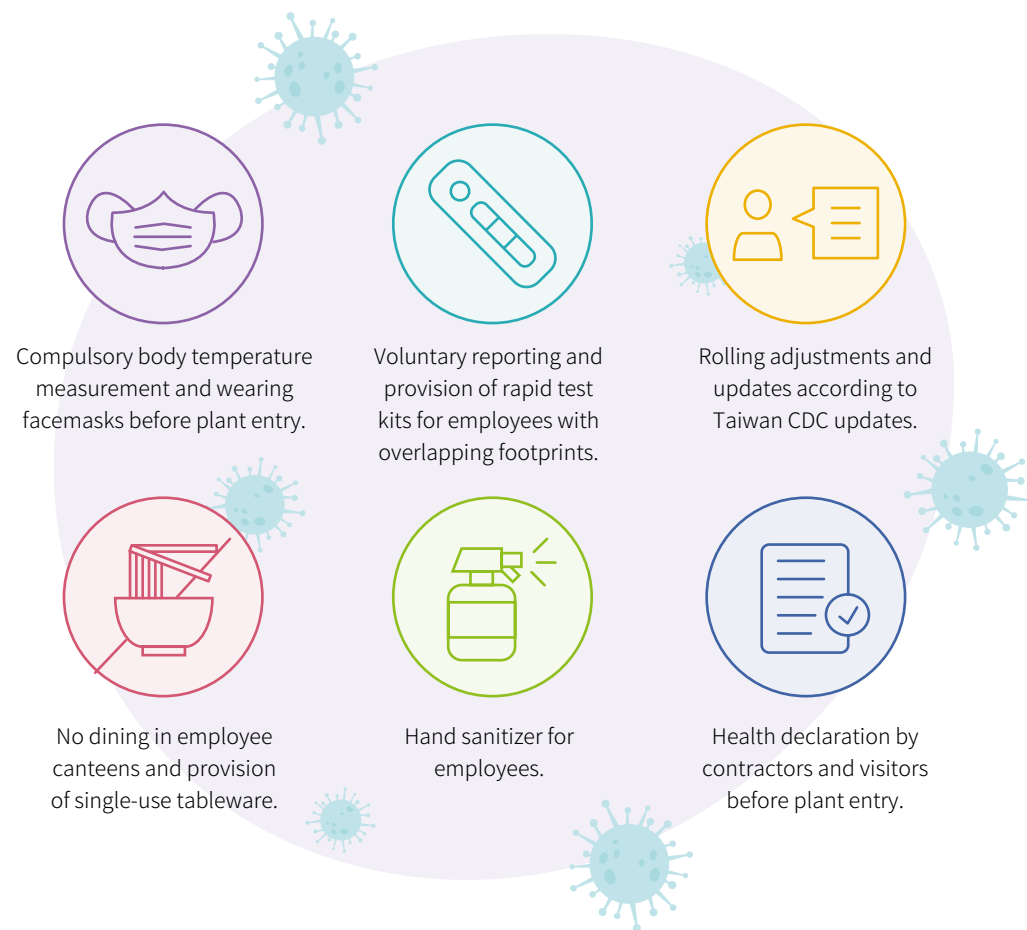 Compulsory body temperature
measurement and wearing
facemasks before plant entry.
Voluntary reporting and
provision of rapid test
kits for employees with
overlapping footprints.
Rolling adjustments and
updates according to
Taiwan CDC updates.
No dining in employee
canteens and provision
of single-use tableware.
Hand sanitizer for
employees.
Health declaration by
contractors and visitors
before plant entry.